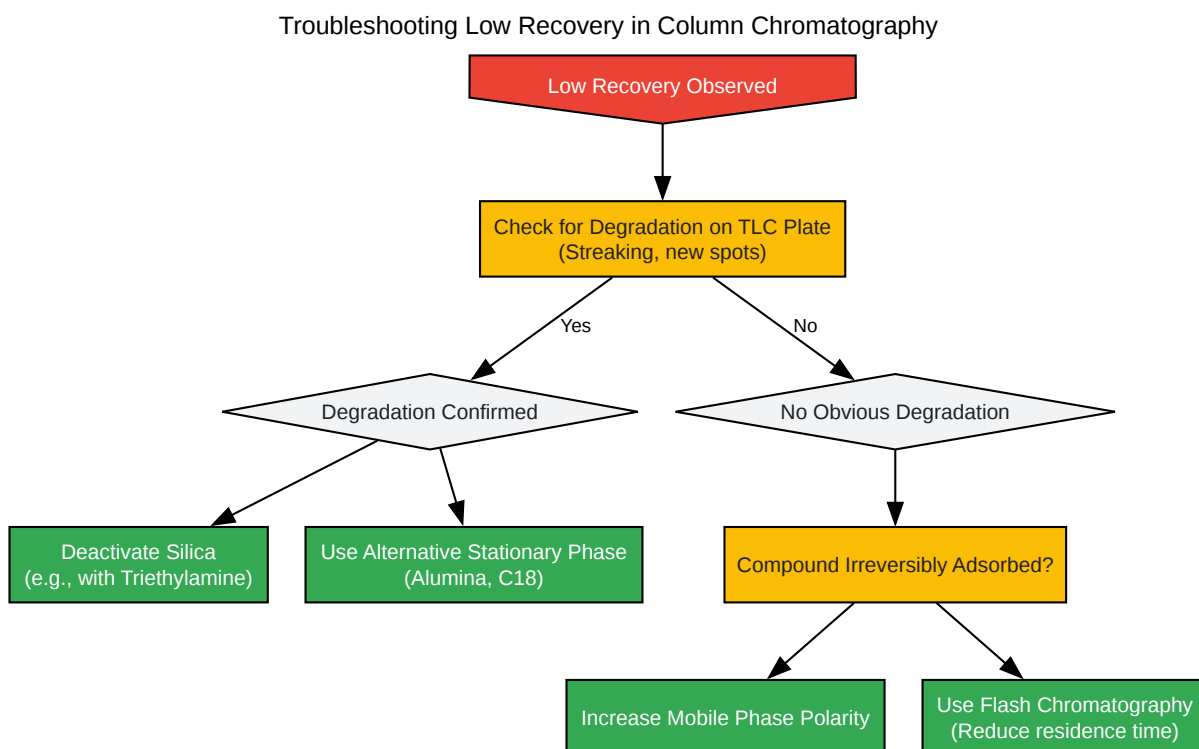 Troubleshooting Low Recovery in Column Chromatography
Low Recovery Observed
Check for Degradation on TLC Plate
(Streaking, new spots)
Yes
No
Degradation Confirmed
No Obvious Degradation
Deactivate Silica
(e.g., with Triethylamine)
Use Alternative Stationary Phase
(Alumina, C18)
Compound Irreversibly Adsorbed?
Increase Mobile Phase Polarity
Use Flash Chromatography
(Reduce residence time)